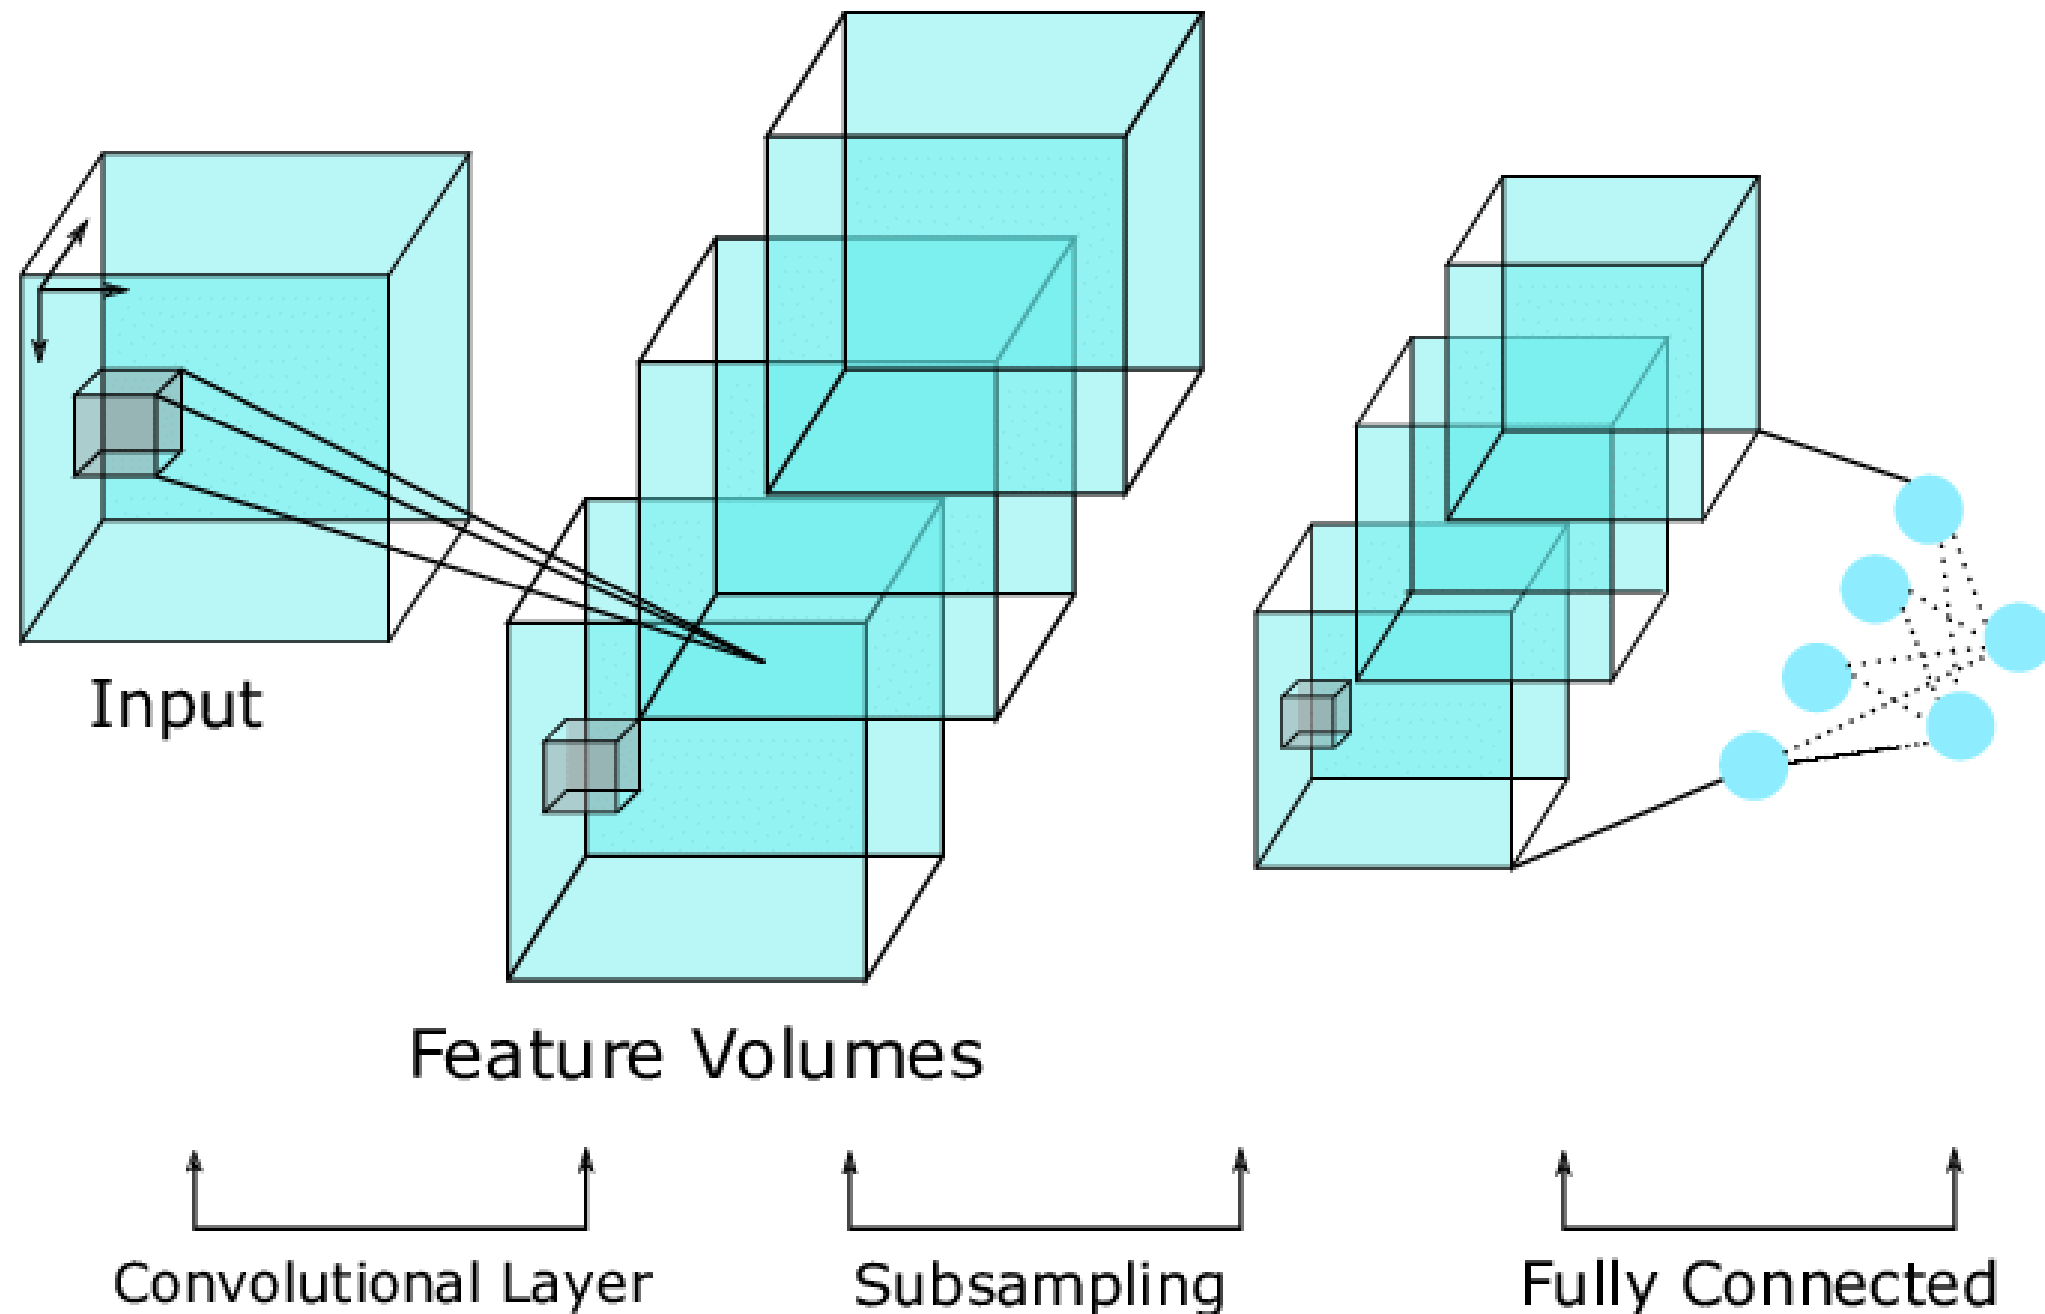 Input
Feature Volumes
Convolutional Layer
Subsampling
Fully Connected